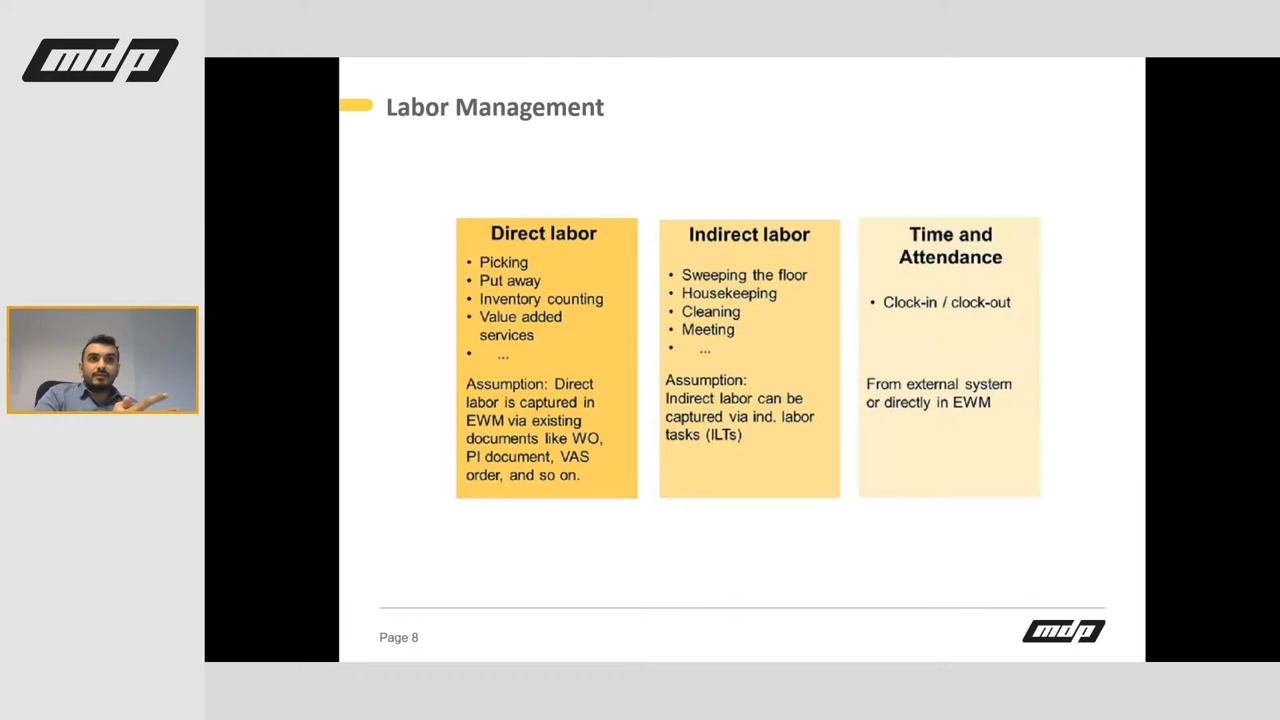 mdp
Labor Management
Direct labor
• Picking
• Put away
• Inventory counting
• Value added
services
• ...
Assumption: Direct
labor is captured in
EWM via existing
documents like WO,
PI document, VAS
order, and so on.
Indirect labor
• Sweeping the floor
• Housekeeping
• Cleaning
• Meeting
• ...
Assumption:
Indirect labor can be
captured via ind. labor
tasks (ILTs)
Time and
Attendance
• Clock-in / clock-out
From external system
or directly in EWM
Page 8
mdp